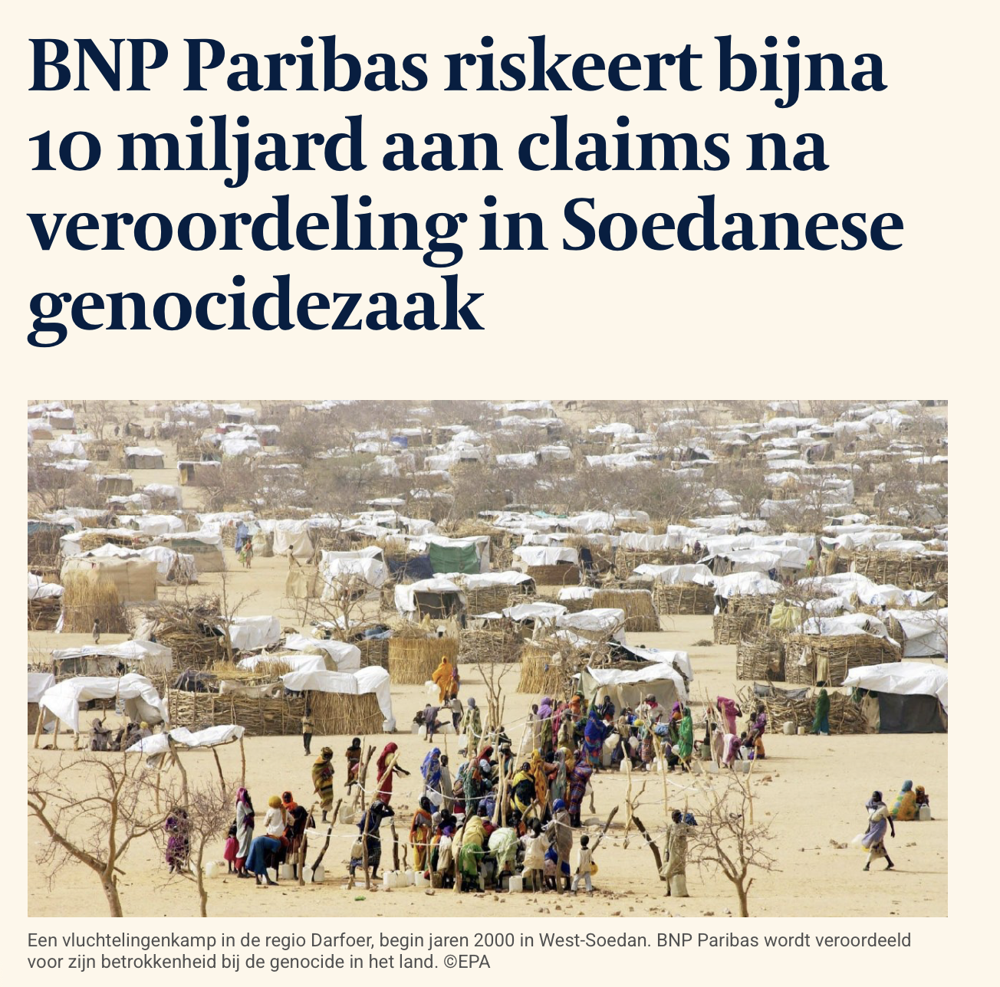 BNP Paribas riskeert bijna
10 miljard aan claims na
veroordeling in Soedanese
genocidezaak
Een vluchtelingenkamp in de regio Darfoer, begin jaren 2000 in West-Soedan. BNP Paribas wordt veroordeeld
voor zijn betrokkenheid bij de genocide in het land. ©EPA